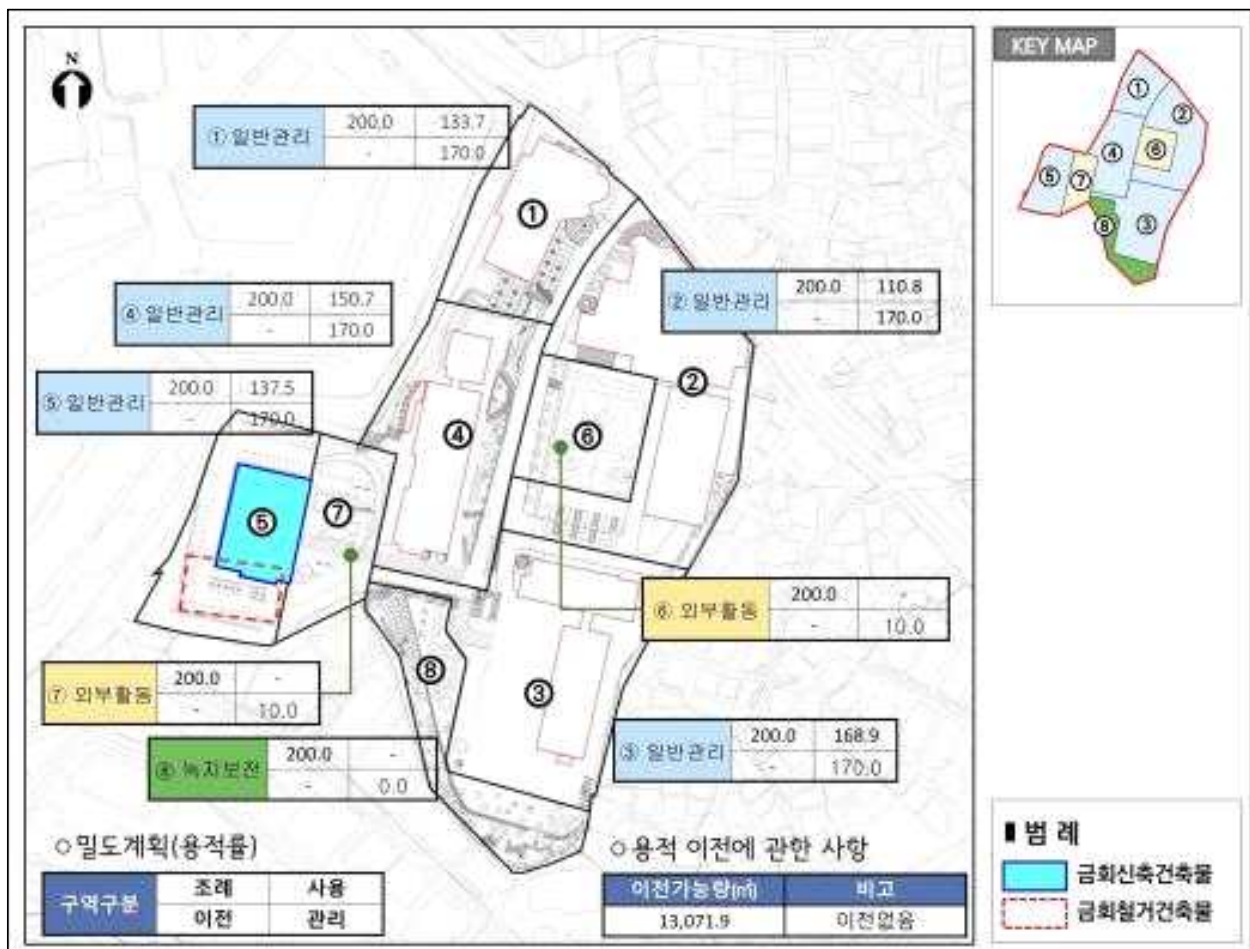 KEY MAP
①
②
④
⑥
⑤
⑦
⑧
③
N
① 일반관리 200.0 133.7
- 170.0
①
④ 일반관리 200.0 150.7
- 170.0
② 일반관리 200.0 110.8
- 170.0
⑤ 일반관리 200.0 137.5
- 170.0
②
④
⑥
⑤
⑦
⑥ 외부활동 200.0 -
- 10.0
⑧
③
⑦ 외부활동 200.0 -
- 10.0
③ 일반관리 200.0 168.9
- 170.0
⑧ 녹지보전 200.0 -
- 0.0
○ 밀도계획(용적률)
구역구분 조례 사용
이전 관리
○ 용적 이전에 관한 사항
이전가능량(㎡) 비고
13,071.9 이전없음
범 례
금회신축건축물
금회철거건축물